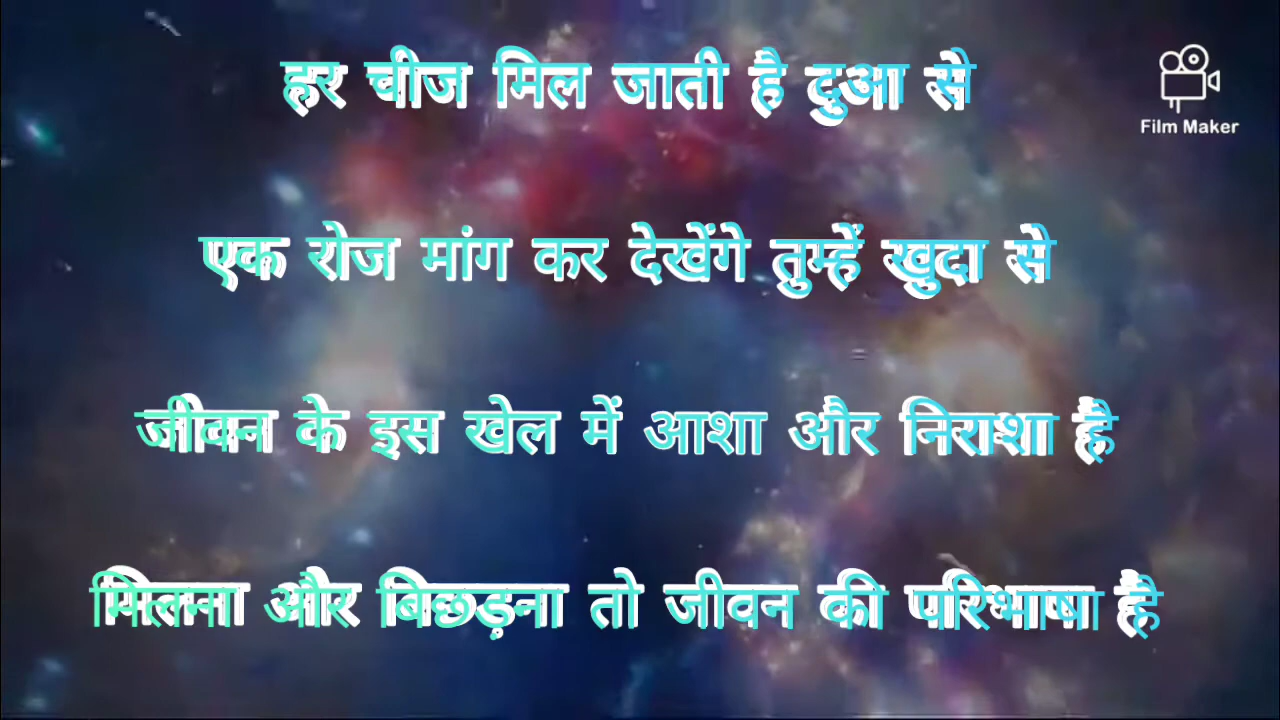 हर चीज मिल जाती है दुआ से
Film Maker
एक रोज मांग कर देखेंगे तुम्हें खुदा से
जीवन के इस खेल में आशा और निराशा है
मिलना और बिछड़ना तो जीवन की परिभाषा है